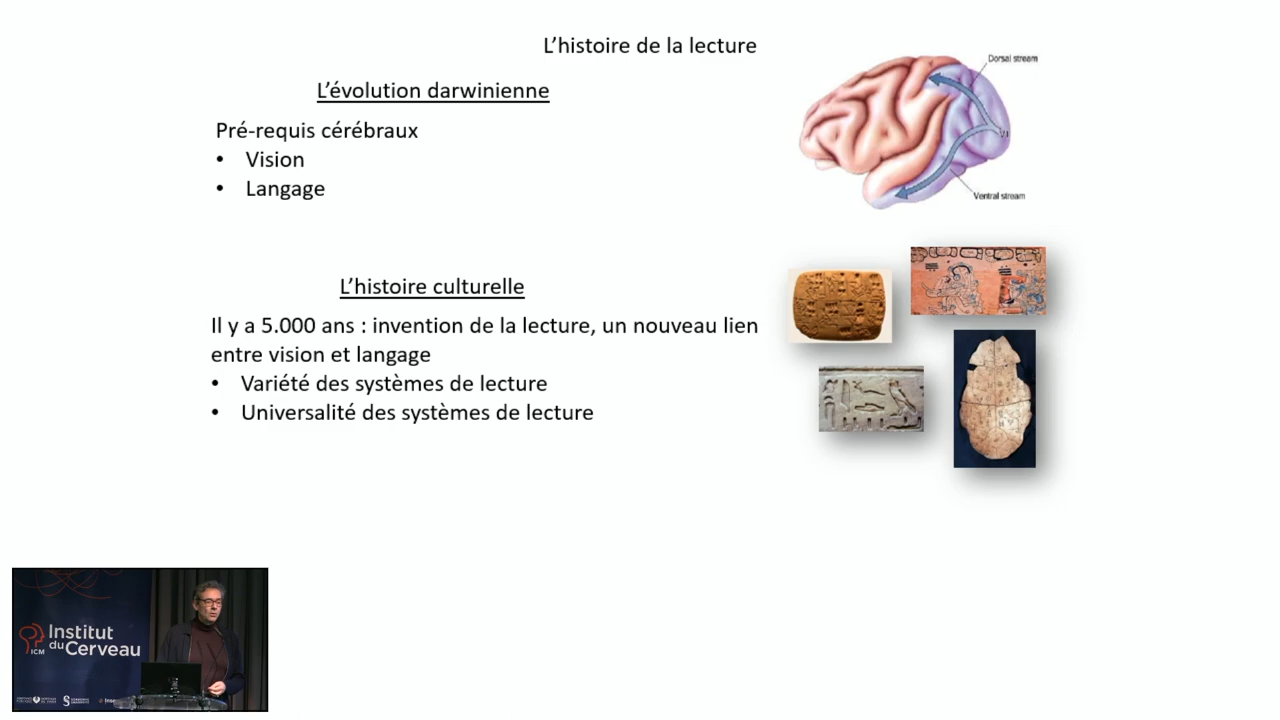 L’histoire de la lecture
L’évolution darwinienne
Pré-requis cérébraux
• Vision
• Langage
Dorsal stream
V1
Ventral stream
L’histoire culturelle
Il y a 5.000 ans : invention de la lecture, un nouveau lien
entre vision et langage
• Variété des systèmes de lecture
• Universalité des systèmes de lecture
Institut
du Cerveau
ICM